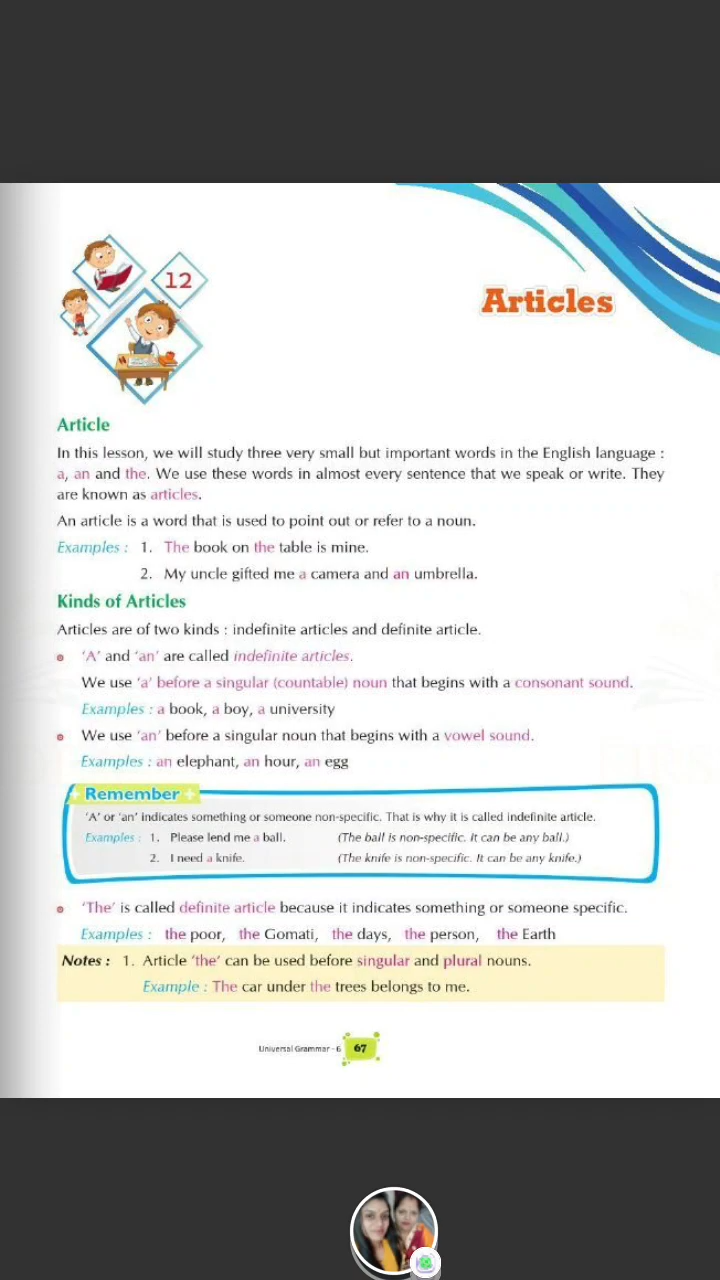 12
Articles
Article
In this lesson, we will study three very small but important words in the English language :
a, an and the. We use these words in almost every sentence that we speak or write. They
are known as articles.
An article is a word that is used to point out or refer to a noun.
Examples : 1. The book on the table is mine.
2. My uncle gifted me a camera and an umbrella.
Kinds of Articles
Articles are of two kinds : indefinite articles and definite article.
‘A’ and ‘an’ are called indefinite articles.
We use ‘a’ before a singular (countable) noun that begins with a consonant sound.
Examples : a book, a boy, a university
We use ‘an’ before a singular noun that begins with a vowel sound.
Examples : an elephant, an hour, an egg
Remember
‘A’ or ‘an’ indicates something or someone non-specific. That is why it is called indefinite article.
Examples : 1. Please lend me a ball. (The ball is non-specific. It can be any ball.)
2. I need a knife. (The knife is non-specific. It can be any knife.)
‘The’ is called definite article because it indicates something or someone specific.
Examples : the poor, the Gomati, the days, the person, the Earth
Notes : 1. Article ‘the’ can be used before singular and plural nouns.
Example : The car under the trees belongs to me.
Universal Grammar - 6 67